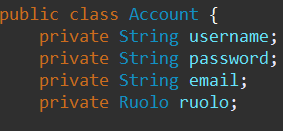 public class Account {
    private String username;
    private String password;
    private String email;
    private Ruolo ruolo;